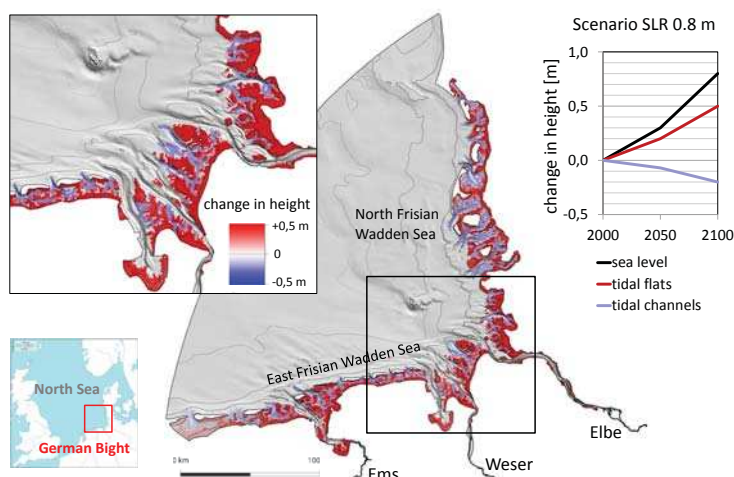 Scenario SLR 0.8 m
change in height [m]
1,0
0,5
0,0
-0,5
2000 2050 2100
sea level
tidal flats
tidal channels
change in height
+0,5 m
0
-0,5 m
North Frisian
Wadden Sea
East Frisian Wadden Sea
North Sea
German Bight
km
100
Ems
Weser
Elbe